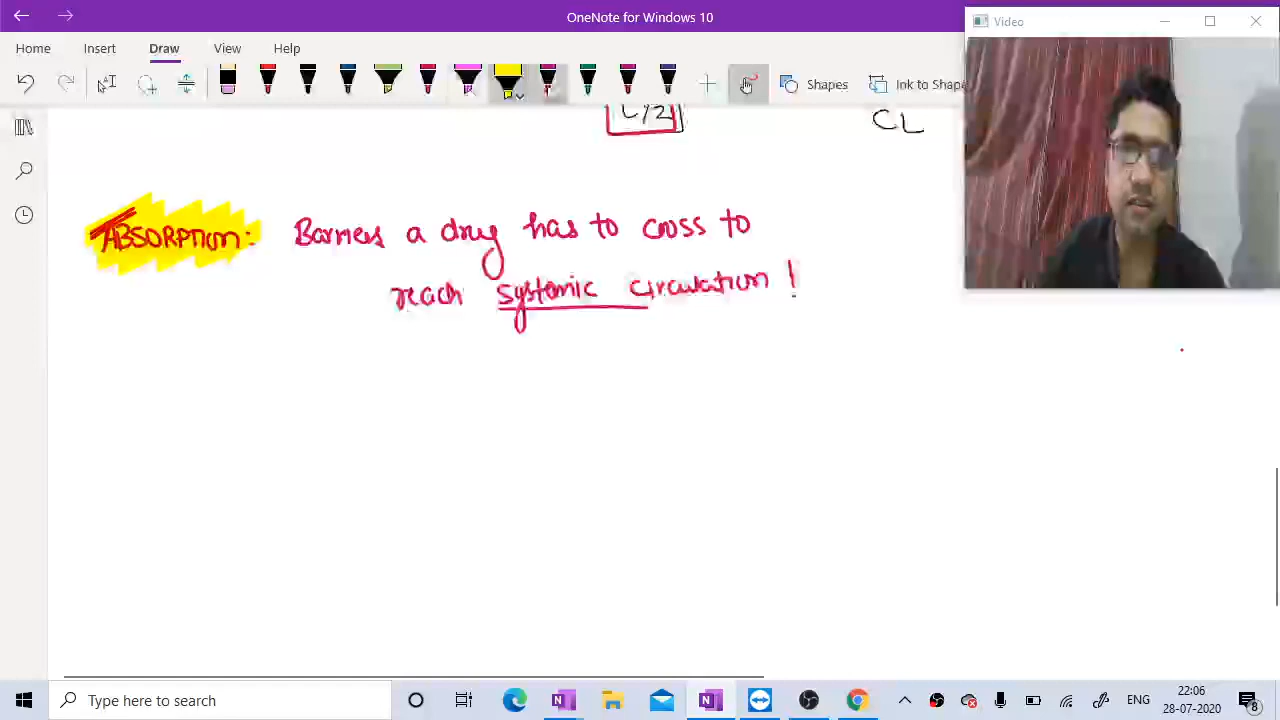 OneNote for Windows 10
Video
Home Insert Draw View Help
Shapes
Ink to Shape
CL
ABSORPTION: Barriers a drug has to cross to
reach systemic circulation !
Type here to search
ENG
22:06
28-07-2020
8